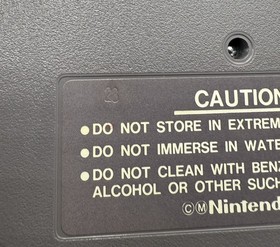 23
CAUTION
● DO NOT STORE IN EXTREM
● DO NOT IMMERSE IN WATE
● DO NOT CLEAN WITH BENZ
ALCOHOL OR OTHER SUCH
©Ⓜ Nintend